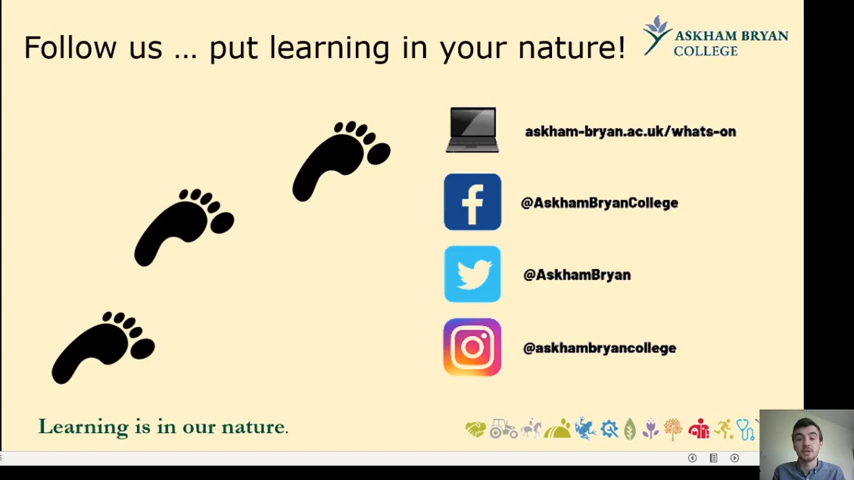 Follow us … put learning in your nature!
ASKHAM BRYAN
COLLEGE
askham-bryan.ac.uk/whats-on
@AskhamBryanCollege
@AskhamBryan
@askhambryancollege
Learning is in our nature.